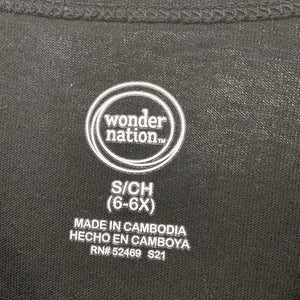 wonder
nation™
S/CH
(6-6X)
MADE IN CAMBODIA
HECHO EN CAMBOYA
RN# 52469 S21